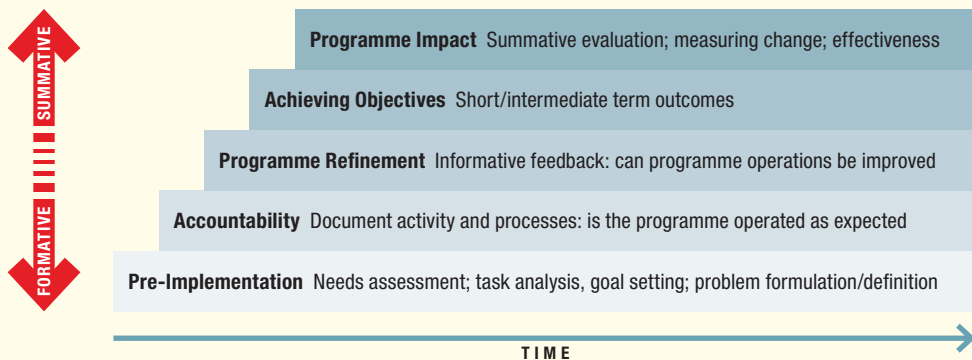 SUMMATIVE
FORMATIVE
Programme Impact Summative evaluation; measuring change; effectiveness
Achieving Objectives Short/intermediate term outcomes
Programme Refinement Informative feedback: can programme operations be improved
Accountability Document activity and processes: is the programme operated as expected
Pre-Implementation Needs assessment; task analysis, goal setting; problem formulation/definition
TIME